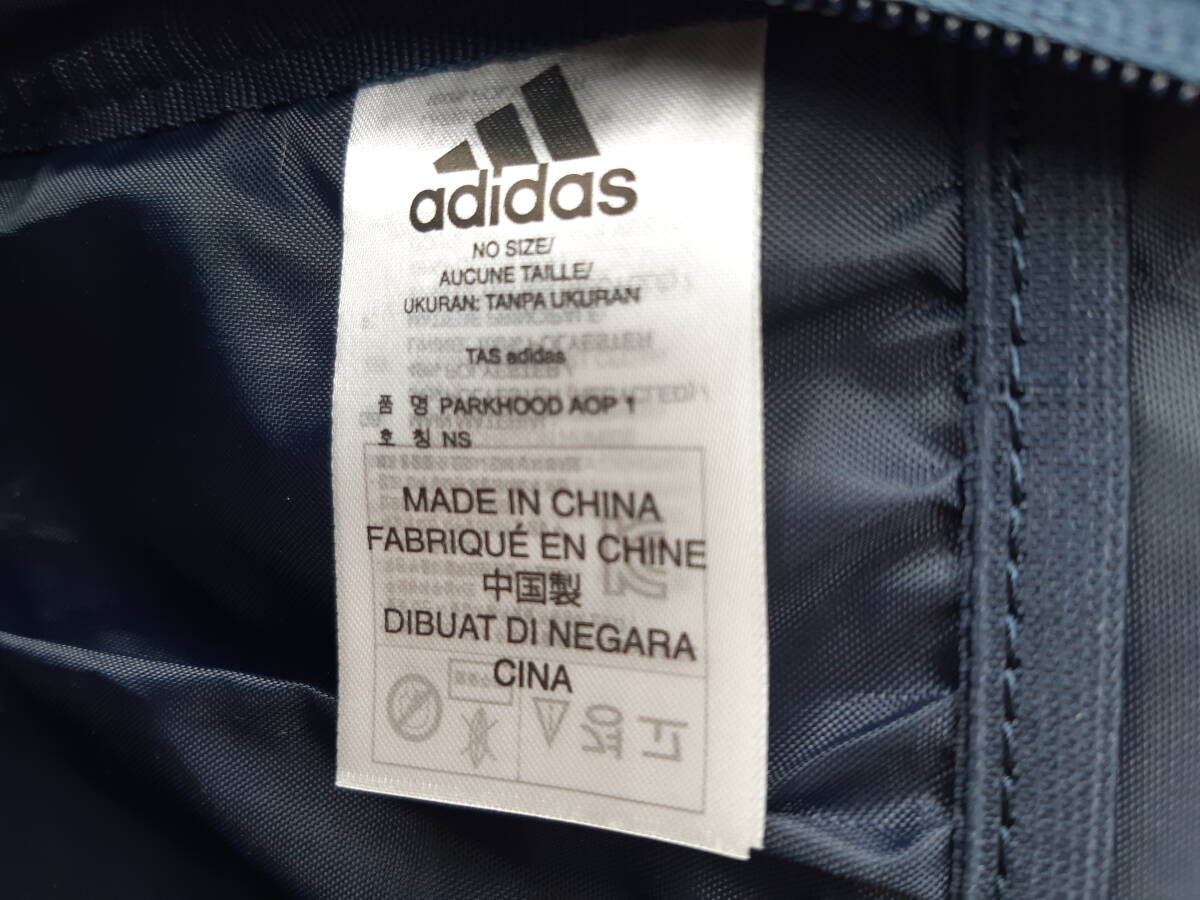 adidas
NO SIZE/
AUCUNE TAILLE/
UKURAN: TANPA UKURAN
TAS adidas
품 명 PARKHOOD AOP 1
호 칭 NS
MADE IN CHINA
FABRIQUÉ EN CHINE
中国製
DIBUAT DI NEGARA
CINA